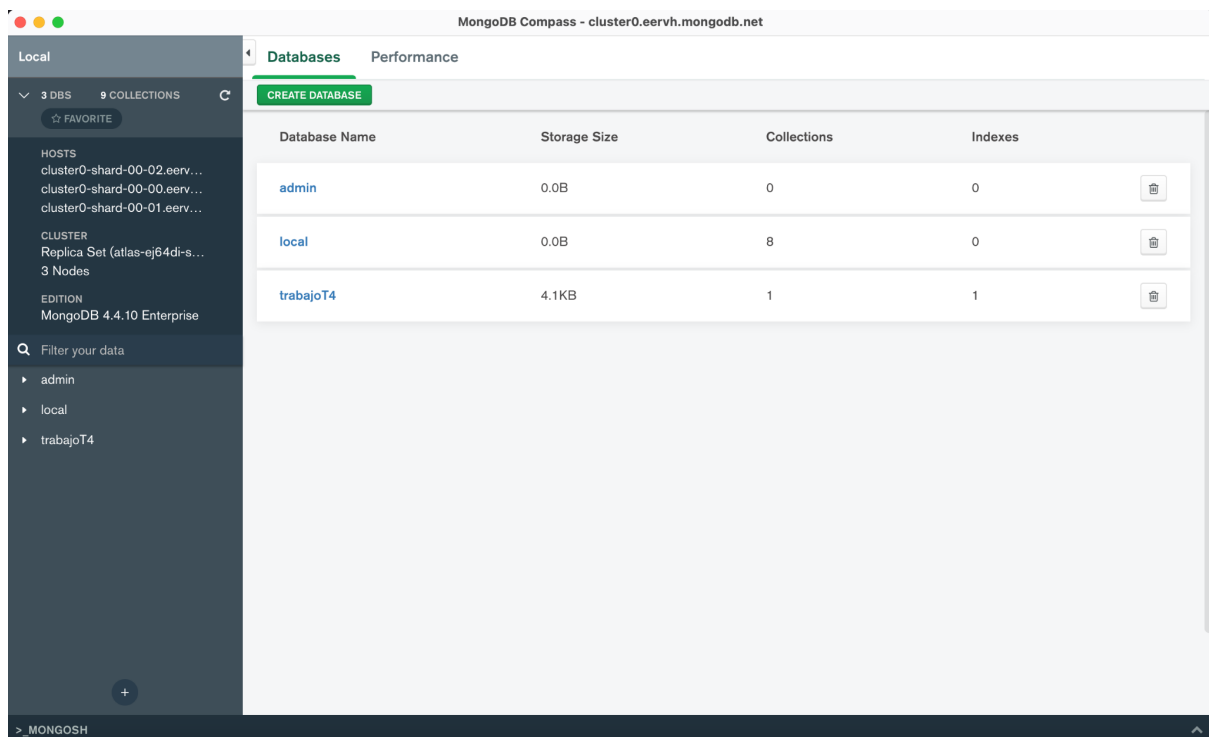 MongoDB Compass - cluster0.eervh.mongodb.net
Local
3 DBS 9 COLLECTIONS
FAVORITE
HOSTS
cluster0-shard-00-02.eerv...
cluster0-shard-00-00.eerv...
cluster0-shard-00-01.eerv...
CLUSTER
Replica Set (atlas-ej64di-s...
3 Nodes
EDITION
MongoDB 4.4.10 Enterprise
Filter your data
admin
local
trabajoT4
Databases Performance
CREATE DATABASE
Database Name Storage Size Collections Indexes
admin 0.0B 0 0
local 0.0B 8 0
trabajoT4 4.1KB 1 1
>_MONGOSH